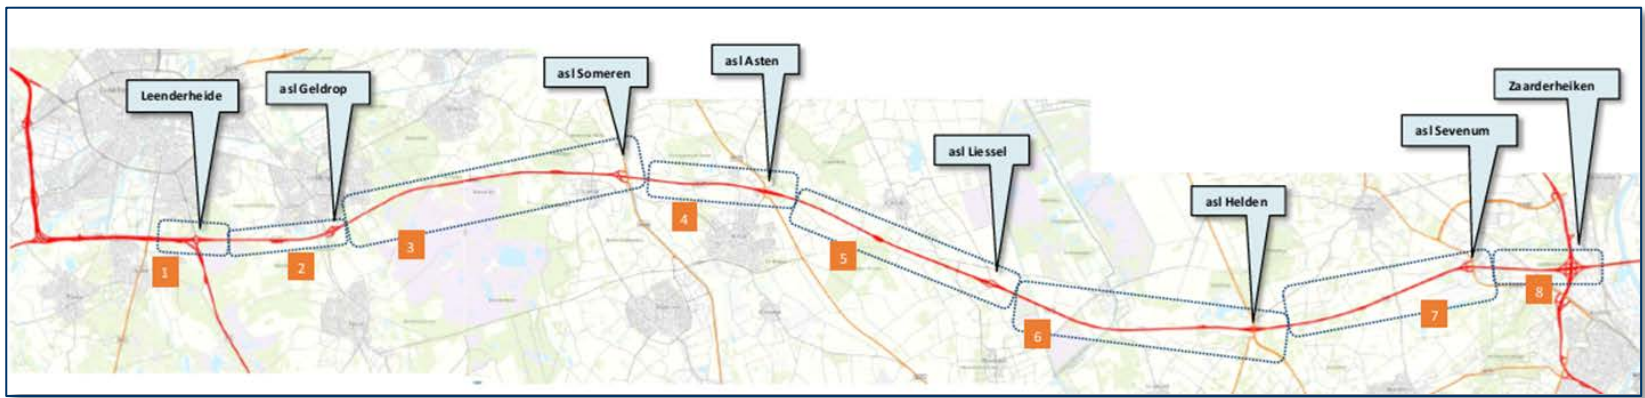 Leenderheide
asl Geldrop
asl Someren
asl Asten
asl Liessel
asl Helden
asl Sevenum
Zaarderheiken
1
2
3
4
5
6
7
8